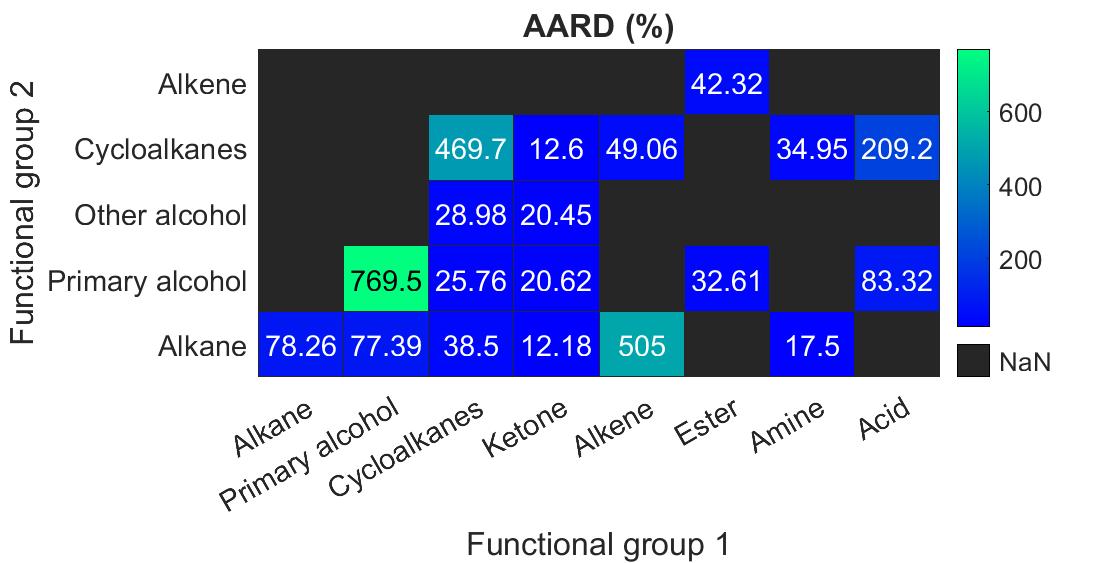 AARD (%)
Functional group 2
Alkene 42.32
Cycloalkanes 469.7 12.6 49.06 34.95 209.2
Other alcohol 28.98 20.45
Primary alcohol 769.5 25.76 20.62 32.61 83.32
Alkane 78.26 77.39 38.5 12.18 505 17.5
Alkane Primary alcohol Cycloalkanes Ketone Alkene Ester Amine Acid
Functional group 1
600
400
200
NaN